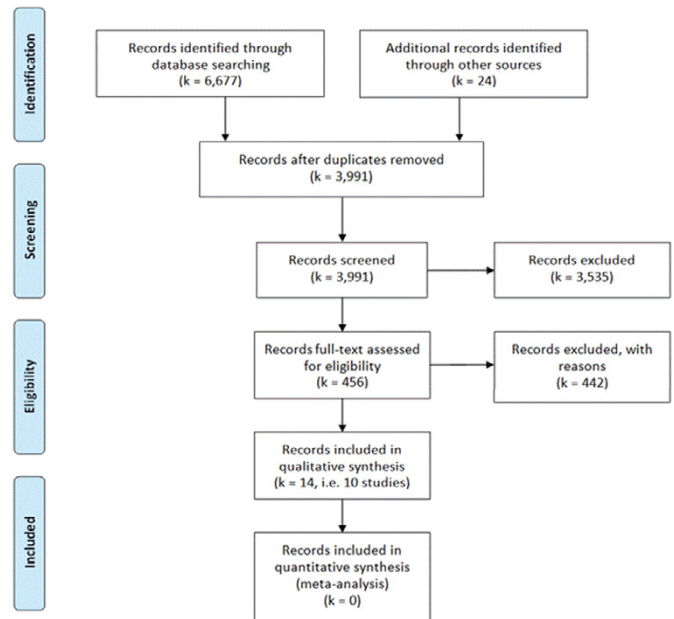 Identification
Records identified through
database searching
(k = 6,677)
Additional records identified
through other sources
(k = 24)
Records after duplicates removed
(k = 3,991)
Screening
Records screened
(k = 3,991)
Records excluded
(k = 3,535)
Eligibility
Records full-text assessed
for eligibility
(k = 456)
Records excluded, with
reasons
(k = 442)
Records included in
qualitative synthesis
(k = 14, i.e. 10 studies)
Included
Records included in
quantitative synthesis
(meta-analysis)
(k = 0)